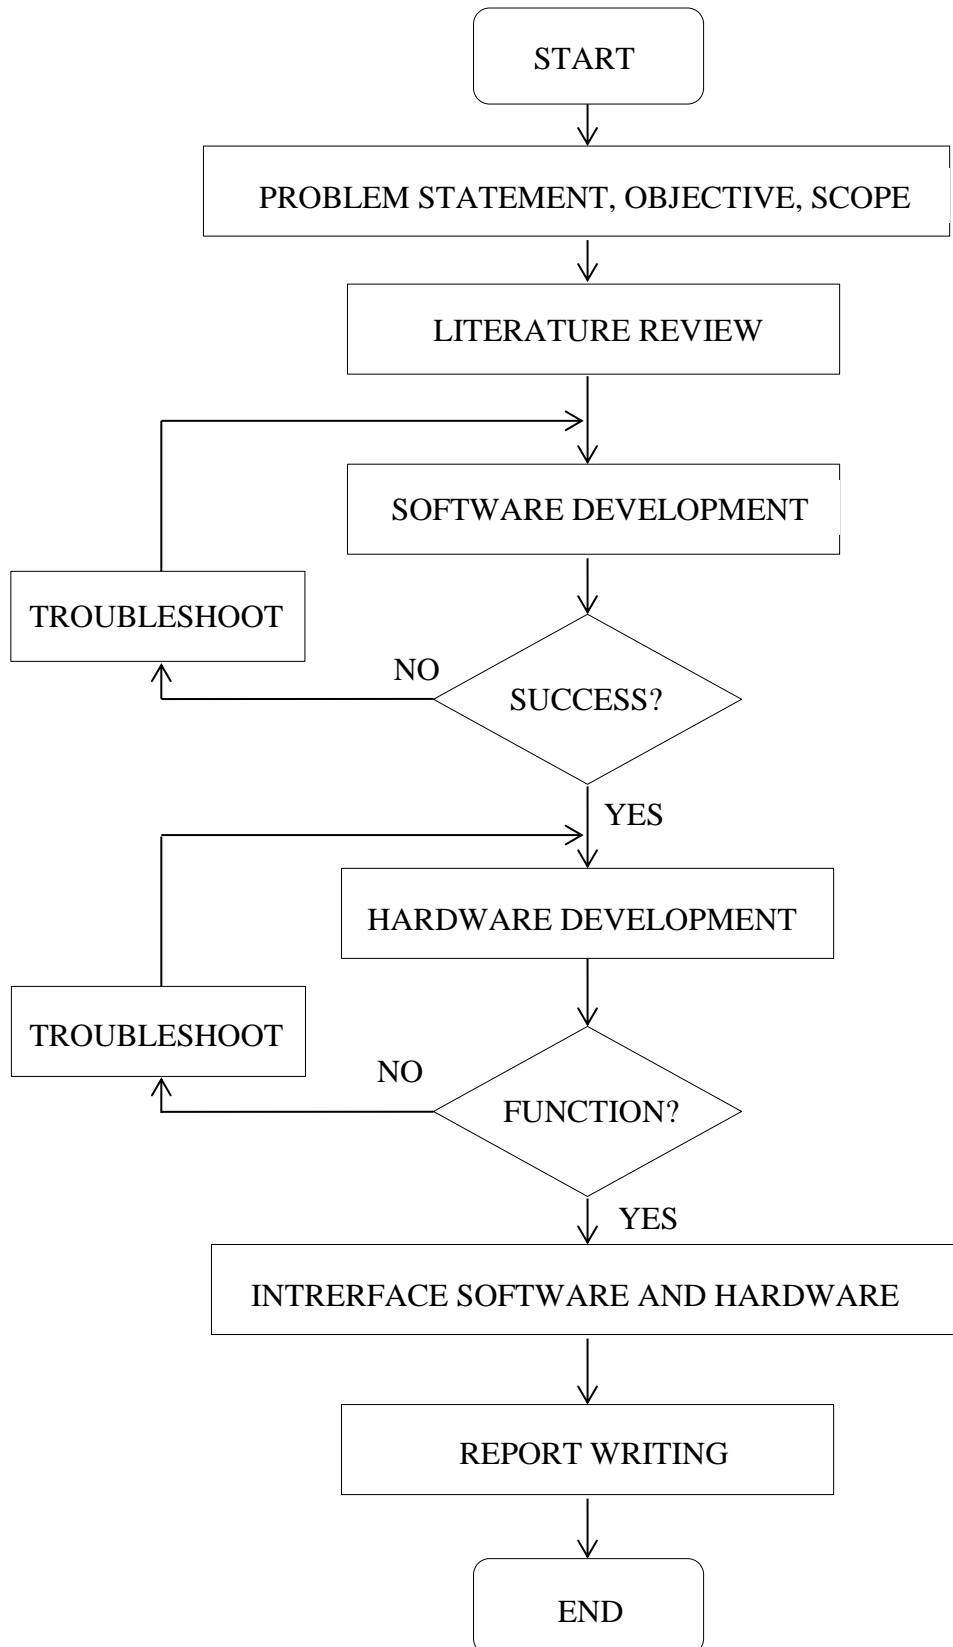 START
PROBLEM STATEMENT, OBJECTIVE, SCOPE
LITERATURE REVIEW
SOFTWARE DEVELOPMENT
TROUBLESHOOT
NO
SUCCESS?
YES
HARDWARE DEVELOPMENT
TROUBLESHOOT
NO
FUNCTION?
YES
INTRERFACE SOFTWARE AND HARDWARE
REPORT WRITING
END